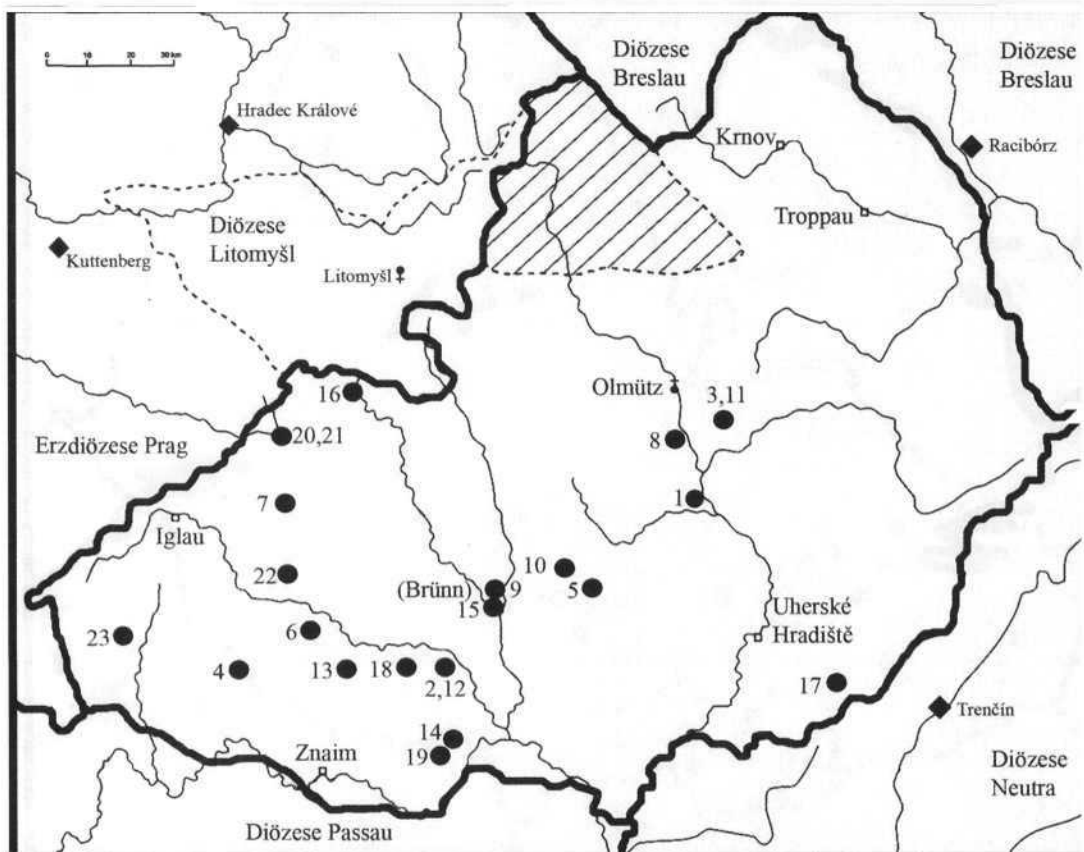 0 10 20 30 km
Diözese
Breslau
Diözese
Breslau
Hradec Králové
Krnov
Racibórz
Troppau
Diözese
Litomyšl
Kuttenberg
Litomyšl
Olmütz
3,11
16
8
Erzdiözese Prag
20,21
1
7
Iglau
10
(Brünn)
9
5
22
15
Uherské
Hradiště
6
23
4
13
18
2,12
17
Trenčín
14
Znaim
19
Diözese
Neutra
Diözese Passau